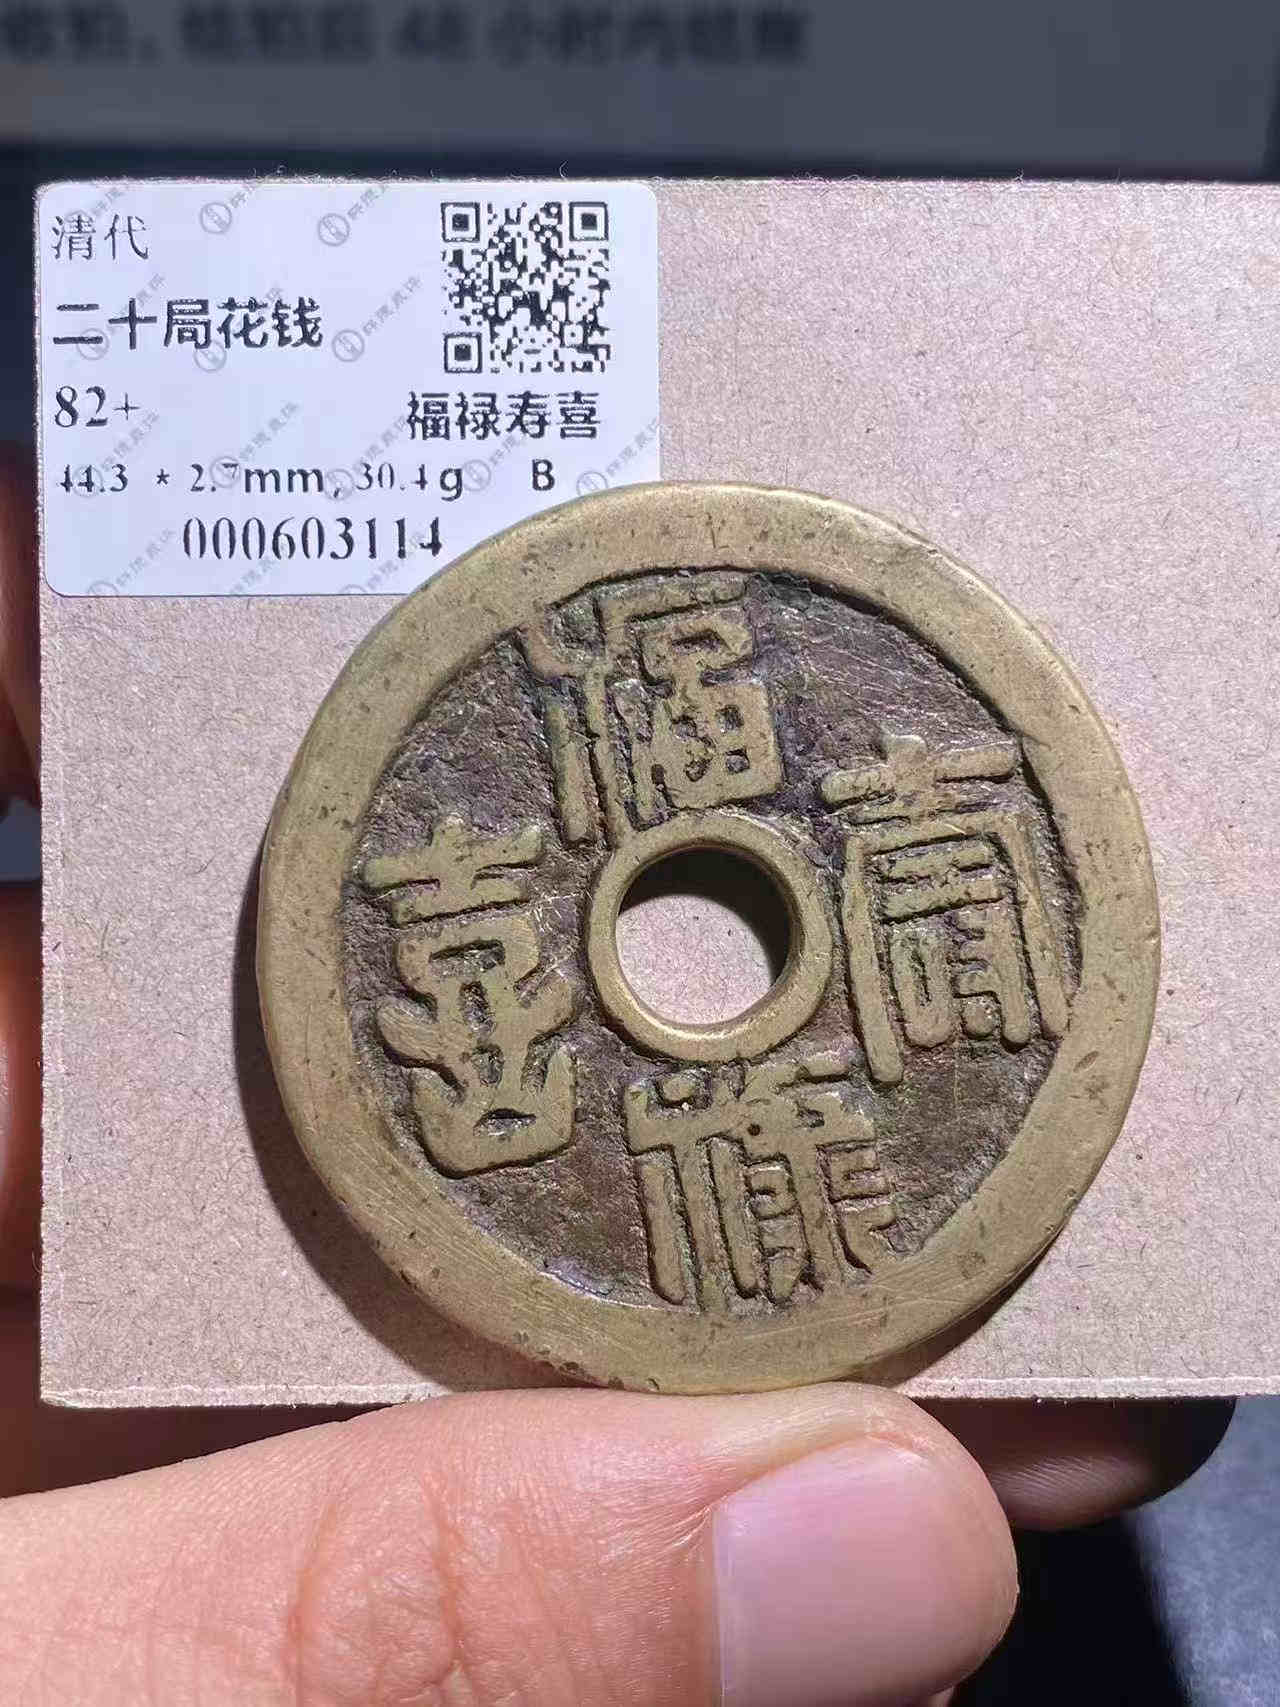 清代
二十局花钱
82+ 福禄寿喜
44.3 * 2.7mm, 30.4g B
000603114
福
喜 壽
祿